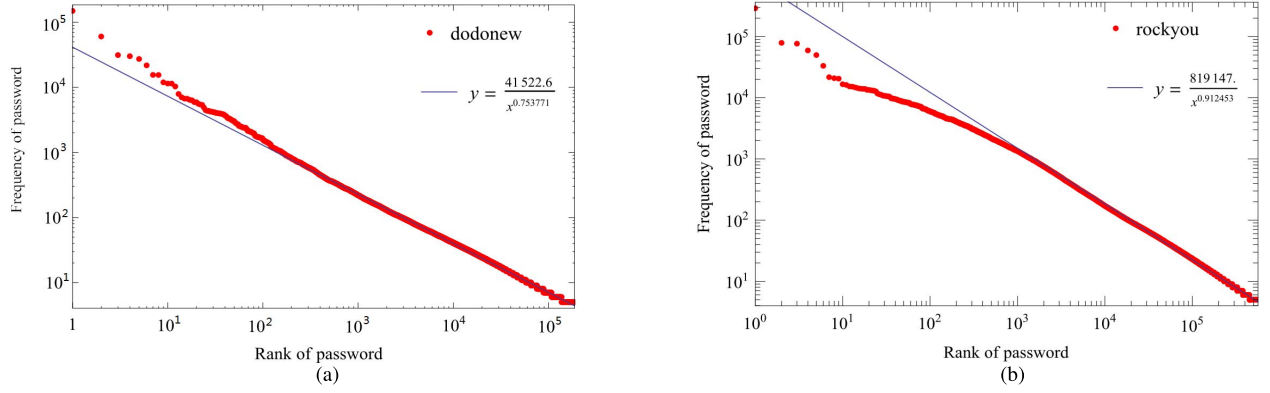 10^5
10^4
10^3
10^2
10^1
Frequency of password
dodonew
y = 41 522.6 / x^0.753771
1 10^1 10^2 10^3 10^4 10^5
Rank of password
(a)
10^5
10^4
10^3
10^2
10^1
Frequency of password
rockyou
y = 819 147. / x^0.912453
10^0 10^1 10^2 10^3 10^4 10^5
Rank of password
(b)